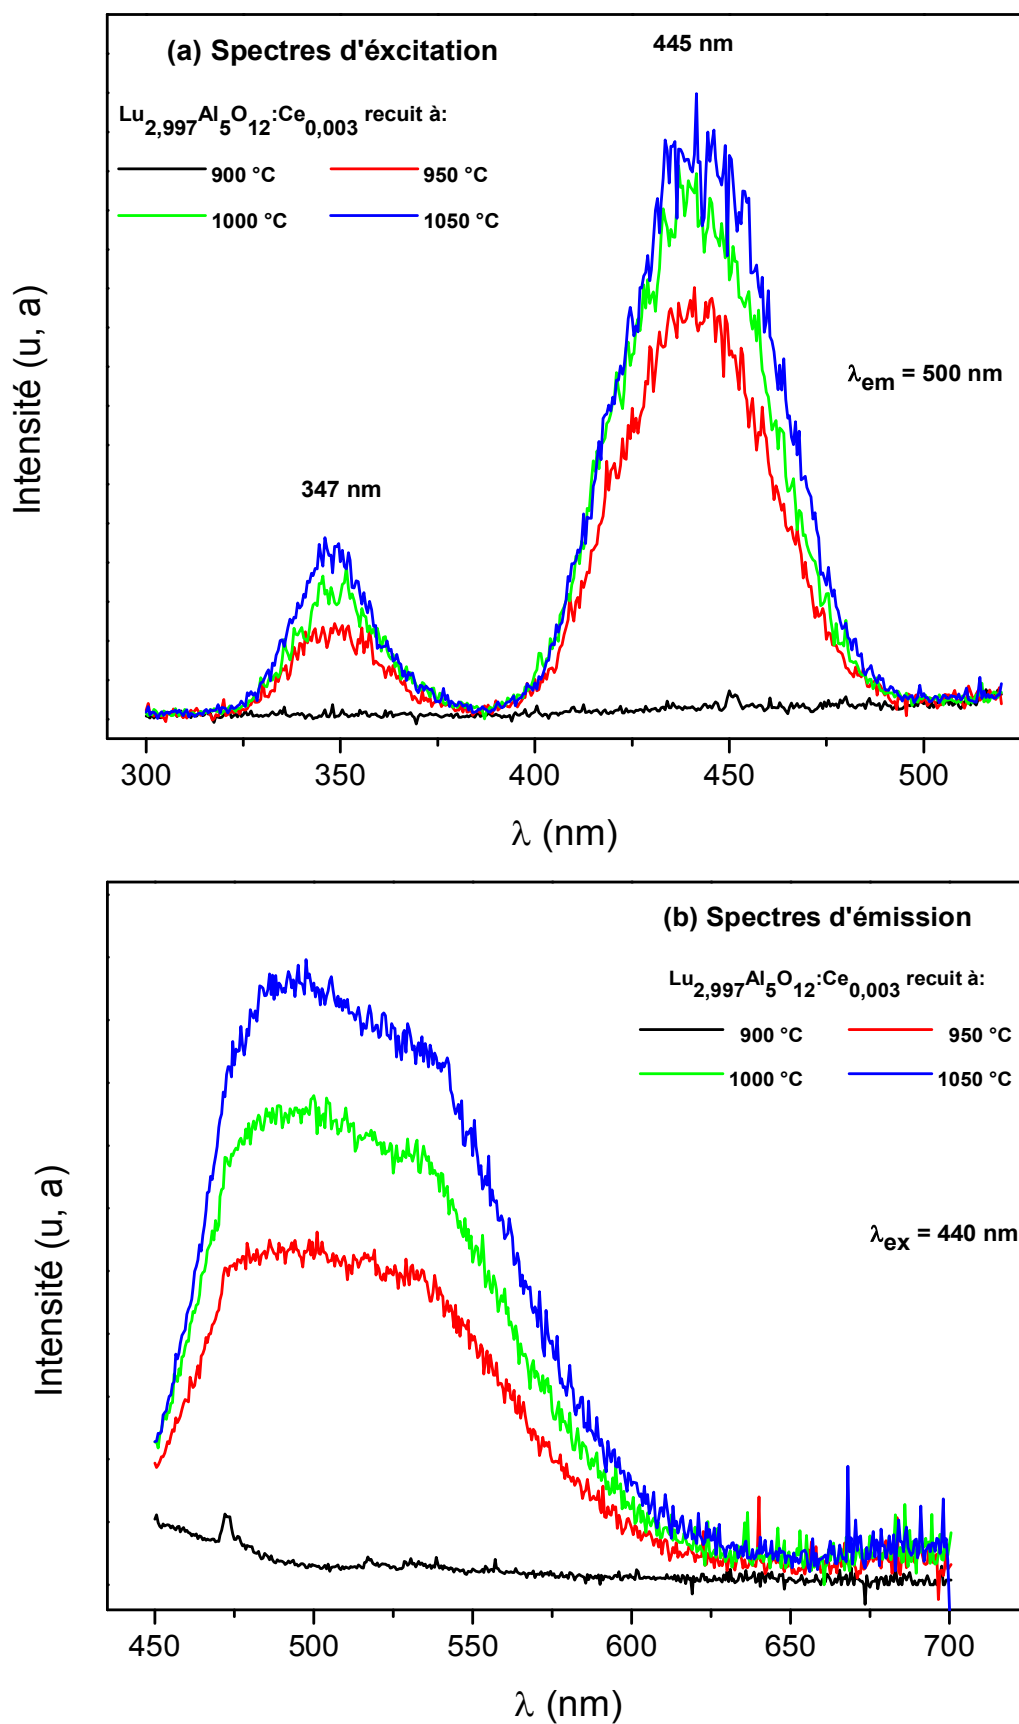 (a) Spectres d'éxcitation
445 nm
Lu2,997Al5O12:Ce0,003 recuit à:
900 °C 950 °C
1000 °C 1050 °C
Intensité (u, a)
λem = 500 nm
347 nm
300 350 400 450 500
λ (nm)
(b) Spectres d'émission
Lu2,997Al5O12:Ce0,003 recuit à:
900 °C 950 °C
1000 °C 1050 °C
Intensité (u, a)
λex = 440 nm
450 500 550 600 650 700
λ (nm)